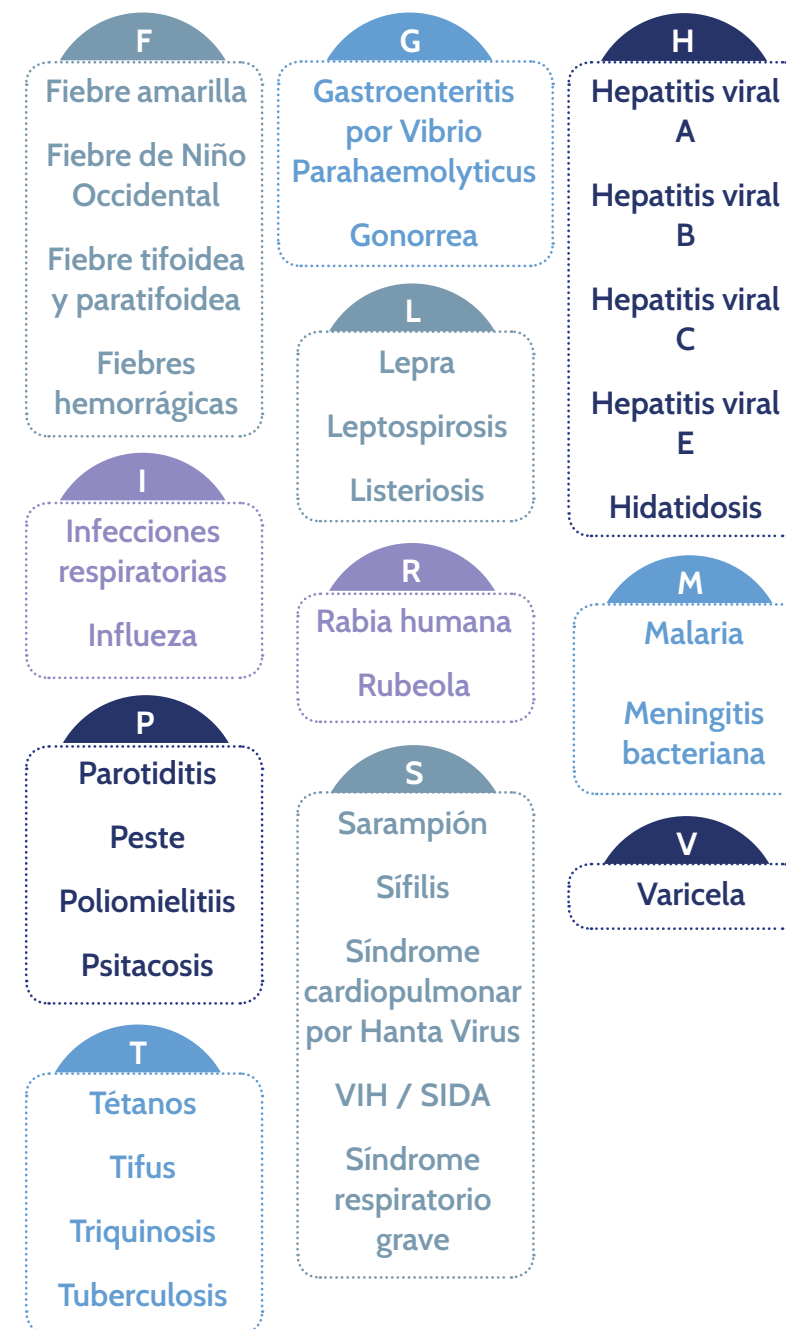 F
Fiebre amarilla
Fiebre de Niño
Occidental
Fiebre tifoidea
y paratifoidea
Fiebres
hemorrágicas
G
Gastroenteritis
por Vibrio
Parahaemolyticus
Gonorrea
H
Hepatitis viral
A
Hepatitis viral
B
Hepatitis viral
C
Hepatitis viral
E
Hidatidosis
I
Infecciones
respiratorias
Influeza
L
Lepra
Leptospirosis
Listeriosis
M
Malaria
Meningitis
bacteriana
P
Parotiditis
Peste
Poliomielitiis
Psitacosis
R
Rabia humana
Rubeola
S
Sarampión
Sífilis
Síndrome
cardiopulmonar
por Hanta Virus
VIH / SIDA
Síndrome
respiratorio
grave
T
Tétanos
Tifus
Triquinosis
Tuberculosis
V
Varicela